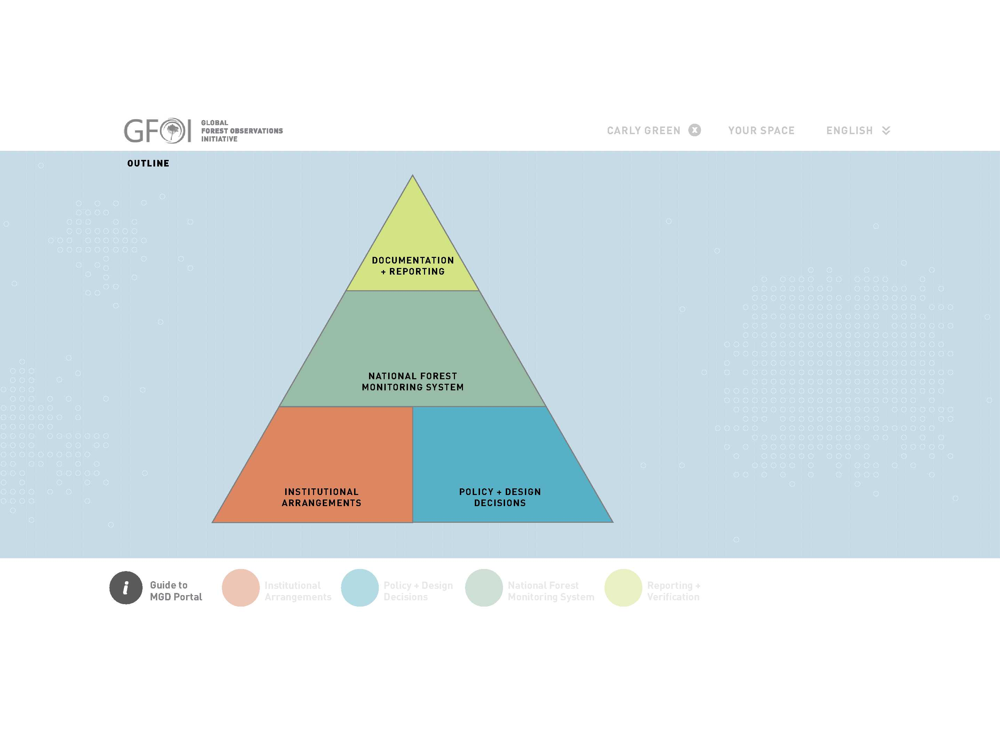 GFOI
GLOBAL
FOREST OBSERVATIONS
INITIATIVE
CARLY GREEN X
YOUR SPACE
ENGLISH
OUTLINE
DOCUMENTATION
+ REPORTING
NATIONAL FOREST
MONITORING SYSTEM
INSTITUTIONAL
ARRANGEMENTS
POLICY + DESIGN
DECISIONS
i
Guide to
MGD Portal
Institutional
Arrangements
Policy + Design
Decisions
National Forest
Monitoring System
Reporting +
Verification